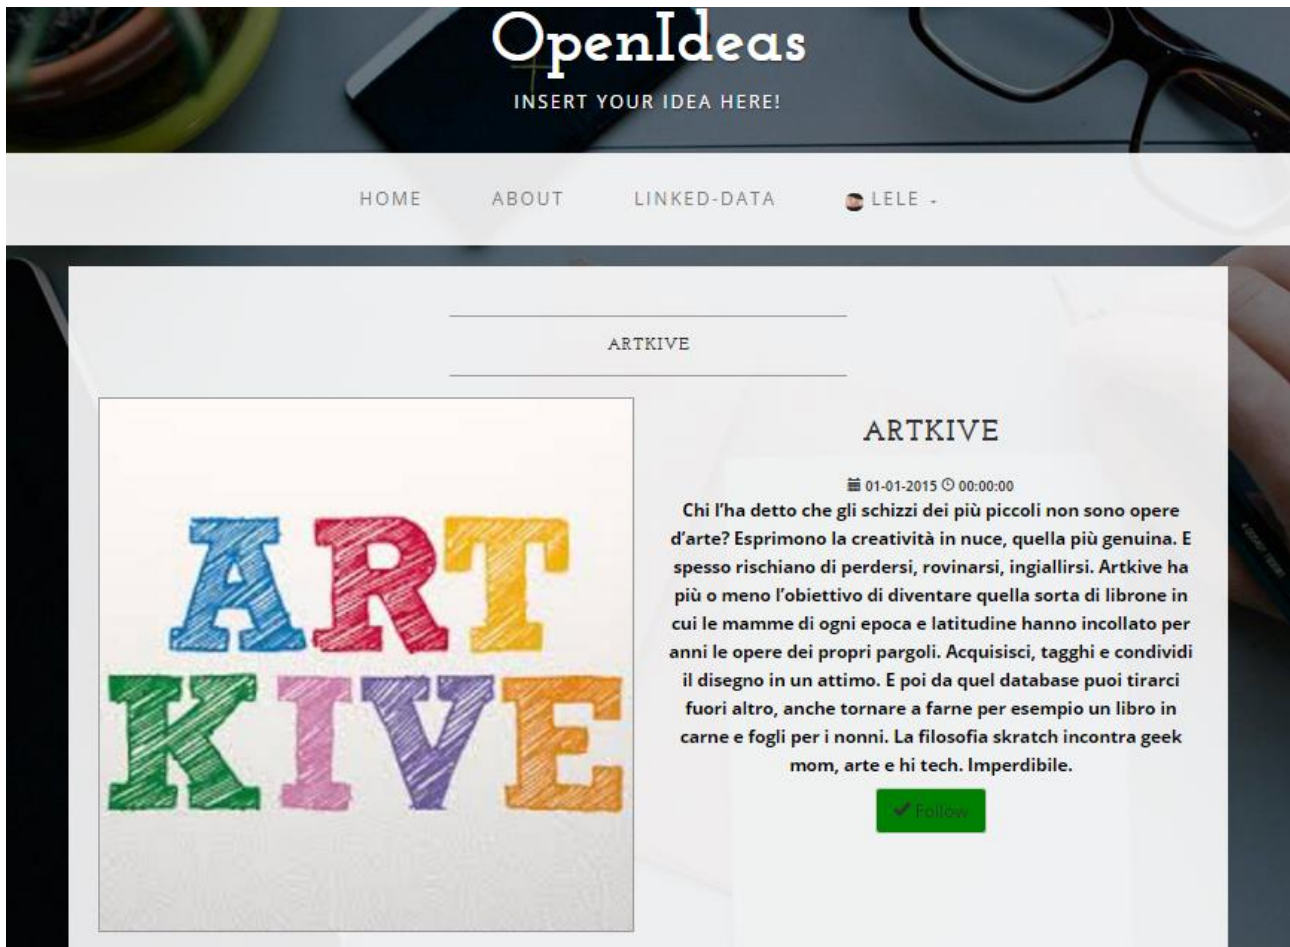 OpenIdeas
INSERT YOUR IDEA HERE!
HOME ABOUT LINKED-DATA LELE
ARTKIVE
ART
KIVE
ARTKIVE
01-01-2015 00:00:00
Chi l'ha detto che gli schizzi dei più piccoli non sono opere
d'arte? Esprimono la creatività in nuce, quella più genuina. E
spesso rischiano di perdersi, rovinarsi, ingiallirsi. Artkive ha
più o meno l'obiettivo di diventare quella sorta di librone in
cui le mamme di ogni epoca e latitudine hanno incollato per
anni le opere dei propri pargoli. Acquisisci, tagghi e condividi
il disegno in un attimo. E poi da quel database puoi tirarci
fuori altro, anche tornare a farne per esempio un libro in
carne e fogli per i nonni. La filosofia skratch incontra geek
mom, arte e hi tech. Imperdibile.
Follow